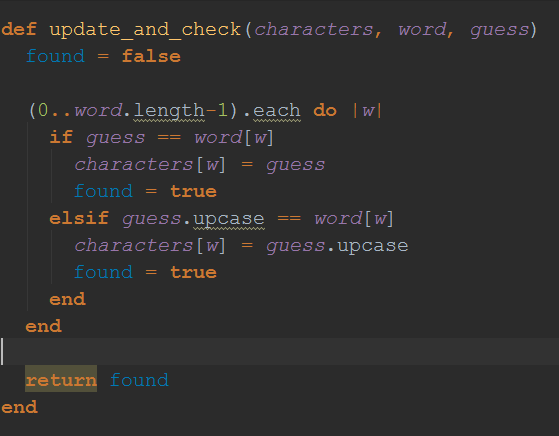 def update_and_check(characters, word, guess)
  found = false

  (0..word.length-1).each do |w|
    if guess == word[w]
      characters[w] = guess
      found = true
    elsif guess.upcase == word[w]
      characters[w] = guess.upcase
      found = true
    end
  end

  return found
end